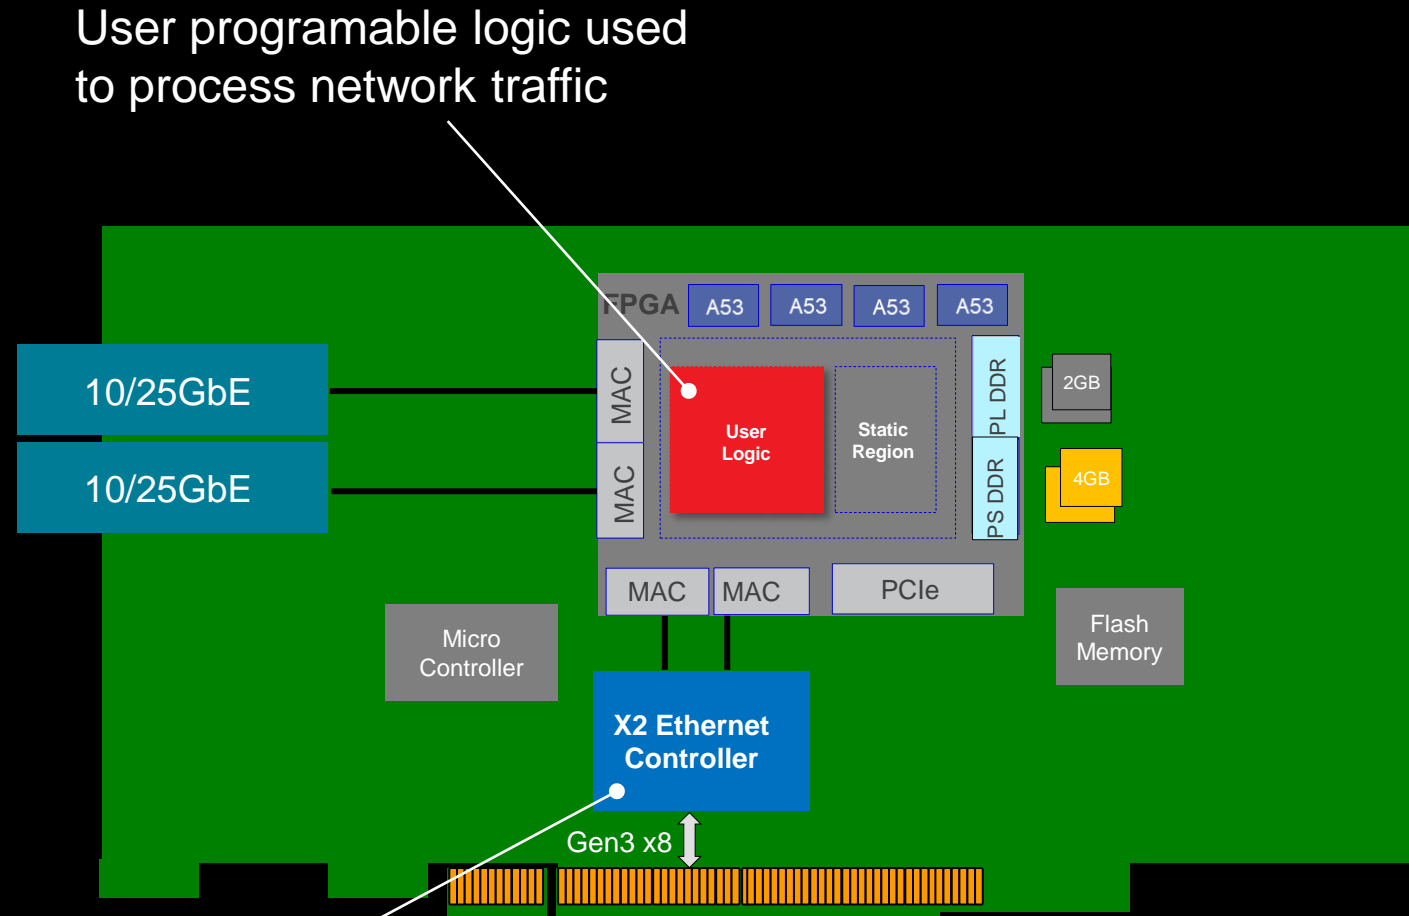 User programable logic used
to process network traffic
FPGA
A53
A53
A53
A53
10/25GbE
MAC
User
Logic
Static
Region
PL DDR
2GB
10/25GbE
MAC
PS DDR
4GB
MAC
MAC
PCIe
Micro
Controller
Flash
Memory
X2 Ethernet
Controller
Gen3 x8